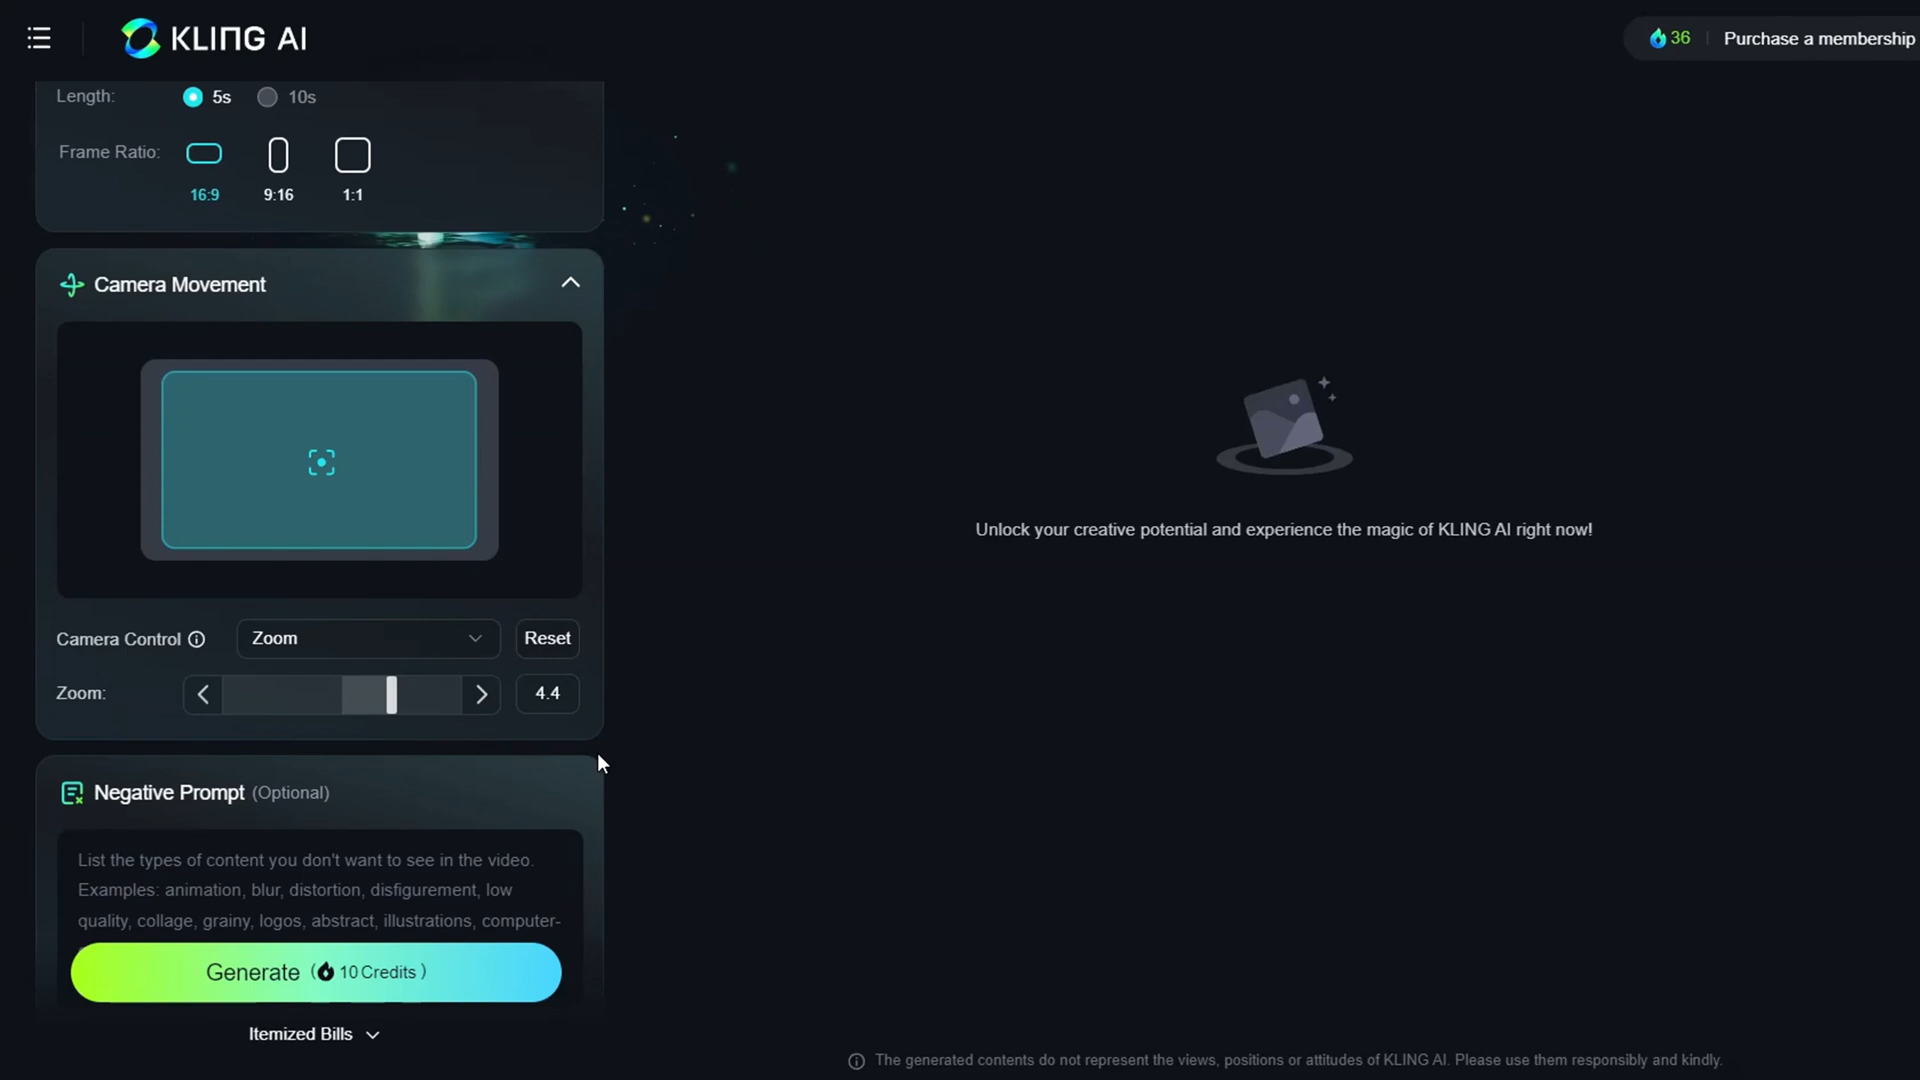 KLING AI
36
Purchase a membership
Length:
5s
10s
Frame Ratio:
16:9
9:16
1:1
Camera Movement
Camera Control
Zoom
Reset
Zoom:
4.4
Negative Prompt (Optional)
List the types of content you don't want to see in the video.
Examples: animation, blur, distortion, disfigurement, low
quality, collage, grainy, logos, abstract, illustrations, computer-
Generate ( 10 Credits )
Itemized Bills
Unlock your creative potential and experience the magic of KLING AI right now!
The generated contents do not represent the views, positions or attitudes of KLING AI. Please use them responsibly and kindly.